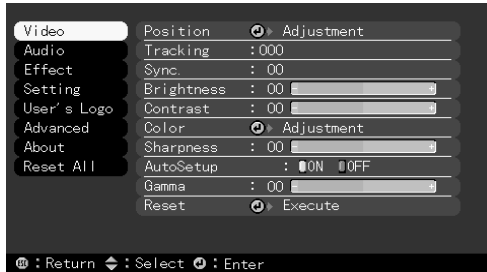 Video
Audio
Effect
Setting
User's Logo
Advanced
About
Reset All
Position Adjustment
Tracking :000
Sync. : 00
Brightness : 00 - +
Contrast : 00 - +
Color Adjustment
Sharpness : 00 - +
AutoSetup : ON OFF
Gamma : 00 - +
Reset Execute
ESC :Return :Select :Enter